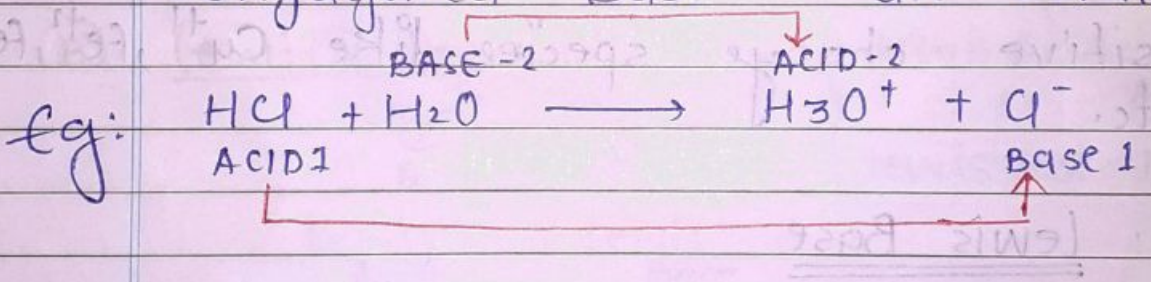 BASE-2 ACID-2
Eg: HCl + H2O ⟶ H3O+ + Cl-
ACID1 Base 1